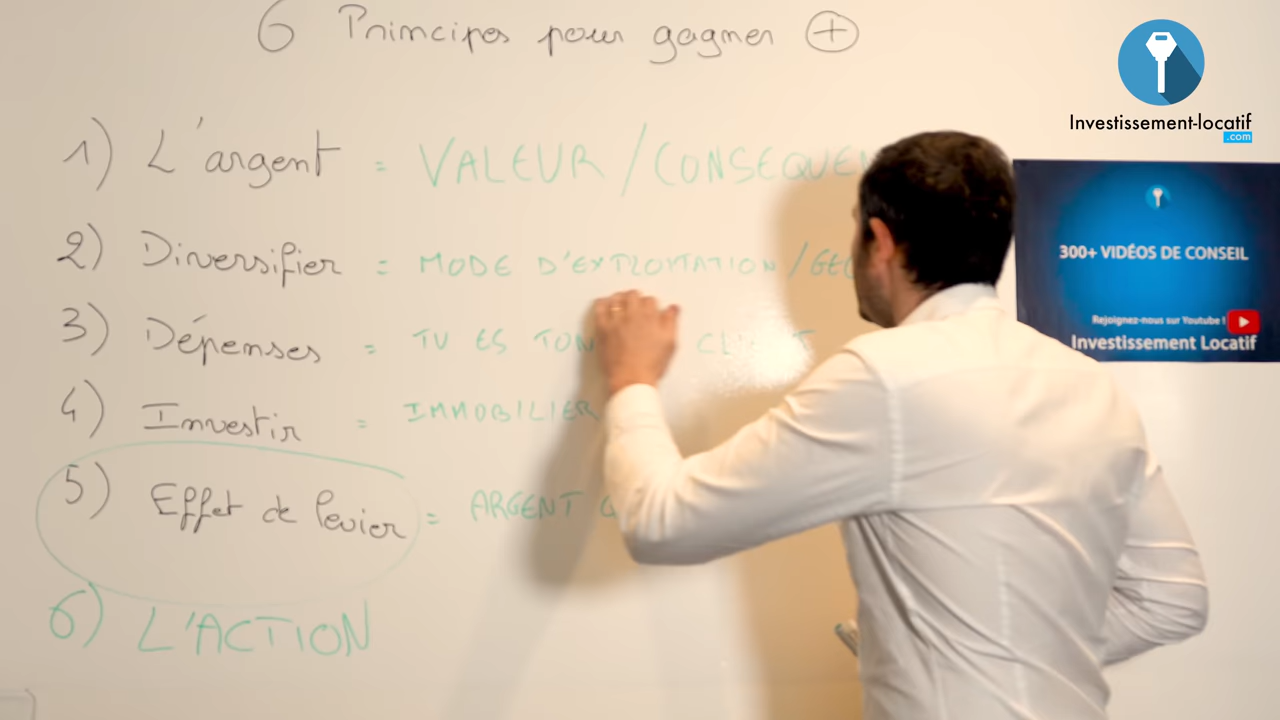 6 Principes pour gagner +
1) L'argent = VALEUR / CONSEQUEN
2) Diversifier = MODE D'EXPLOITATION / GEO
3) Dépenses = TU ES TON
4) Investir = IMMOBILIER
5) Effet de levier = ARGENT
6) L'ACTION
Investissement-locatif
.com
300+ VIDÉOS DE CONSEIL
Rejoignez-nous sur Youtube !
Investissement Locatif